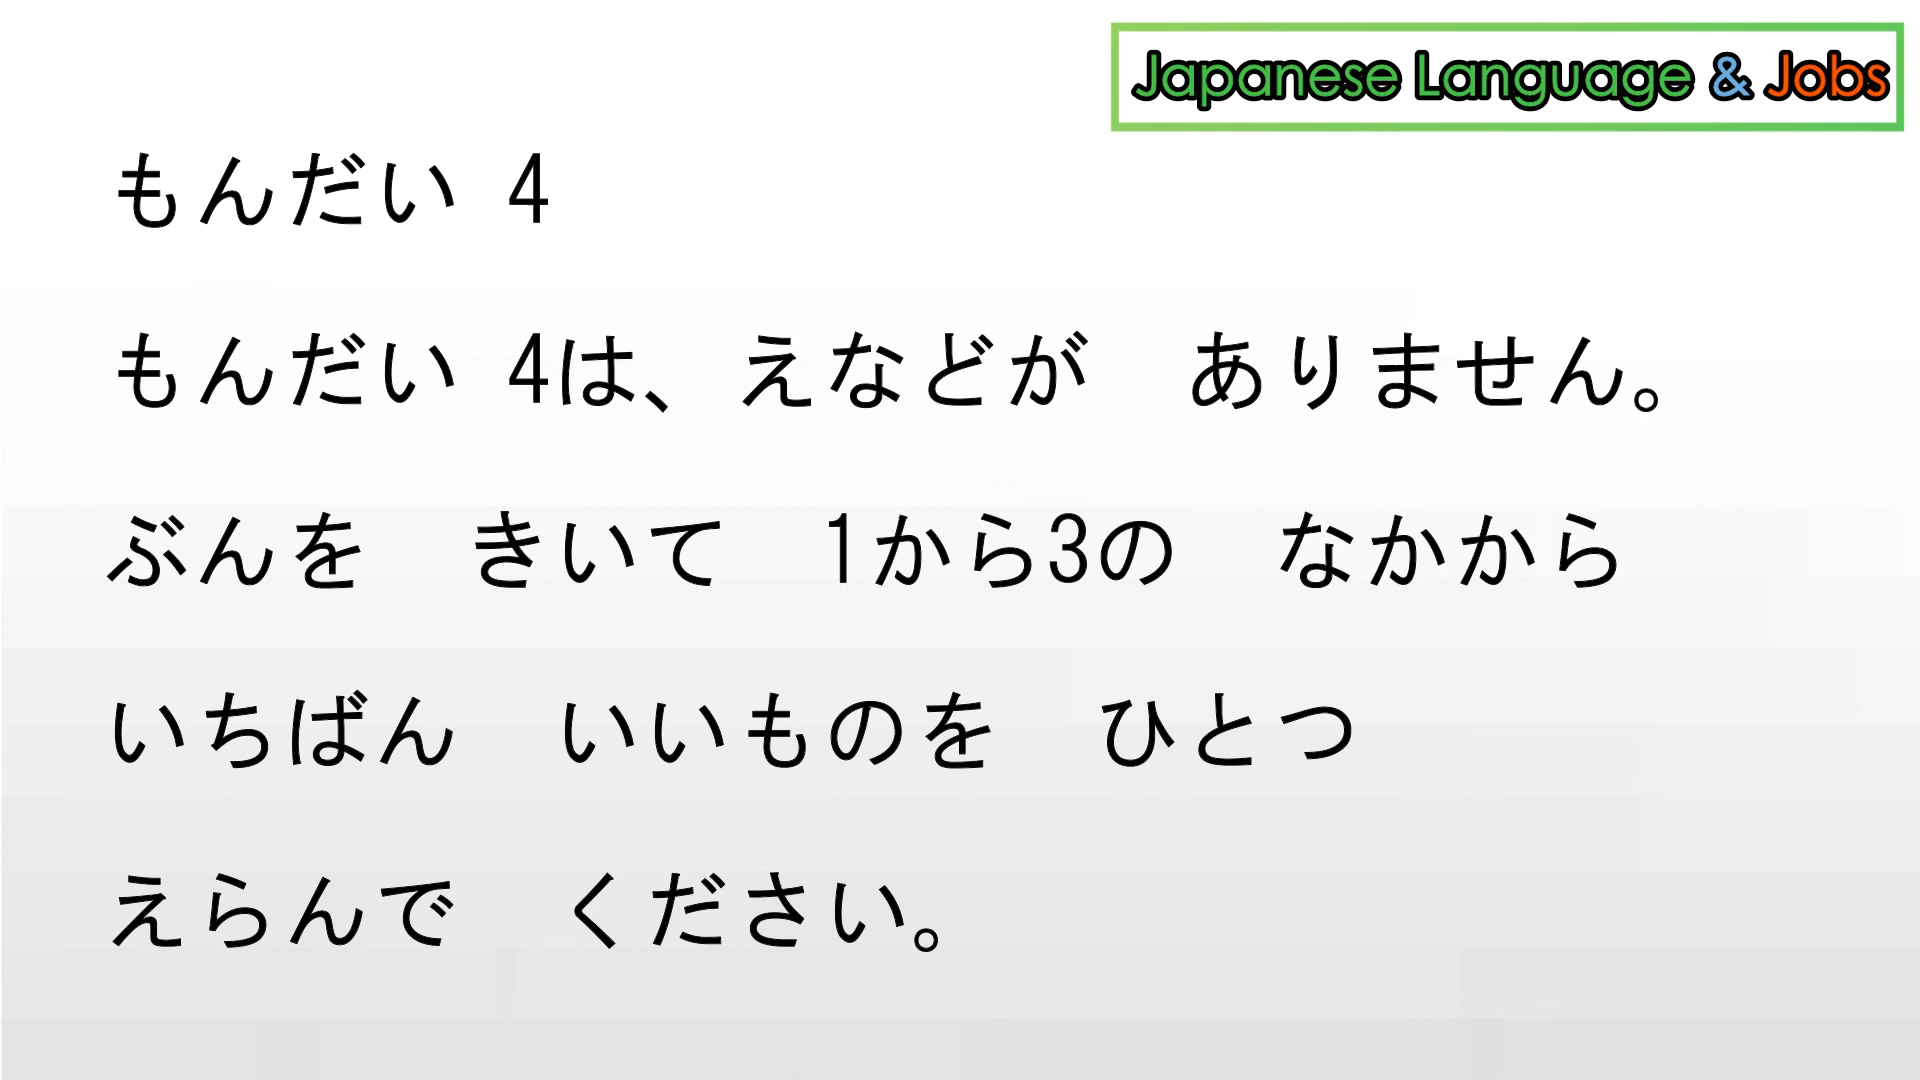 Japanese Language & Jobs
もんだい 4
もんだい 4は、えなどが　ありません。
ぶんを　きいて　1から3の　なかから
いちばん　いいものを　ひとつ
えらんで　ください。